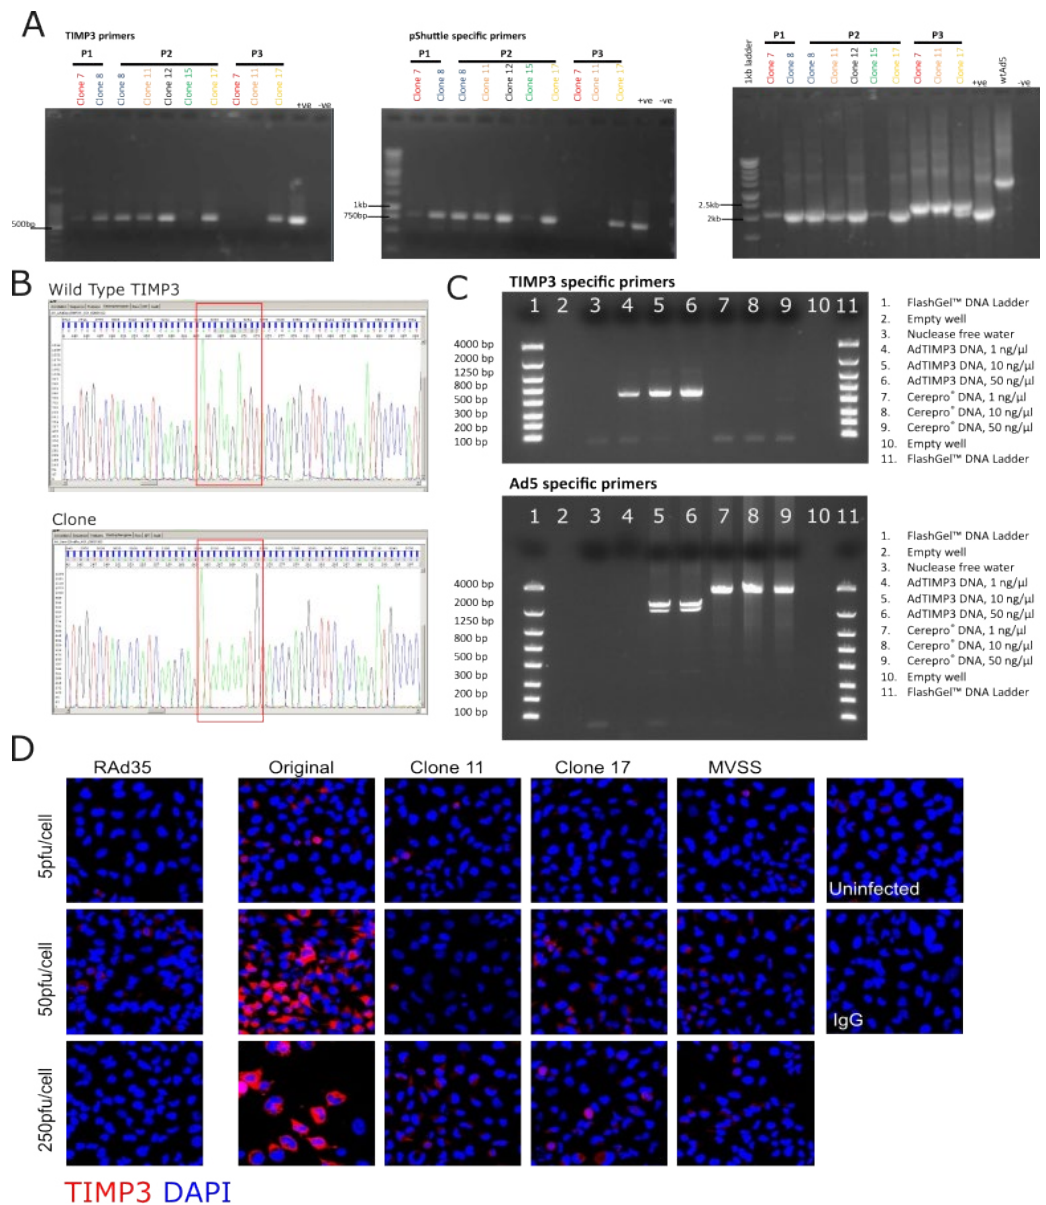 A
TIMP3 primers
P1 P2 P3
Clone 7 Clone 8 Clone 8 Clone 11 Clone 12 Clone 15 Clone 17 Clone 7 Clone 11 Clone 17 +ve -ve
500bp
pShuttle specific primers
P1 P2 P3
Clone 7 Clone 8 Clone 8 Clone 11 Clone 12 Clone 15 Clone 17 Clone 7 Clone 11 Clone 17 +ve -ve
1kb
750bp
P1 P2 P3
1kb ladder Clone 7 Clone 8 Clone 8 Clone 11 Clone 12 Clone 15 Clone 17 Clone 7 Clone 11 Clone 17 +ve wtAd5 -ve
2.5kb
2kb
B
Wild Type TIMP3
Clone
C
TIMP3 specific primers
1 2 3 4 5 6 7 8 9 10 11
4000 bp
2000 bp
1250 bp
800 bp
500 bp
300 bp
200 bp
100 bp
1. FlashGel™ DNA Ladder
2. Empty well
3. Nuclease free water
4. AdTIMP3 DNA, 1 ng/µl
5. AdTIMP3 DNA, 10 ng/µl
6. AdTIMP3 DNA, 50 ng/µl
7. Cerepro® DNA, 1 ng/µl
8. Cerepro® DNA, 10 ng/µl
9. Cerepro® DNA, 50 ng/µl
10. Empty well
11. FlashGel™ DNA Ladder
Ad5 specific primers
1 2 3 4 5 6 7 8 9 10 11
4000 bp
2000 bp
1250 bp
800 bp
500 bp
300 bp
200 bp
100 bp
1. FlashGel™ DNA Ladder
2. Empty well
3. Nuclease free water
4. AdTIMP3 DNA, 1 ng/µl
5. AdTIMP3 DNA, 10 ng/µl
6. AdTIMP3 DNA, 50 ng/µl
7. Cerepro® DNA, 1 ng/µl
8. Cerepro® DNA, 10 ng/µl
9. Cerepro® DNA, 50 ng/µl
10. Empty well
11. FlashGel™ DNA Ladder
D
RAd35 Original Clone 11 Clone 17 MVSS
5pfu/cell
Uninfected
50pfu/cell
IgG
250pfu/cell
TIMP3 DAPI